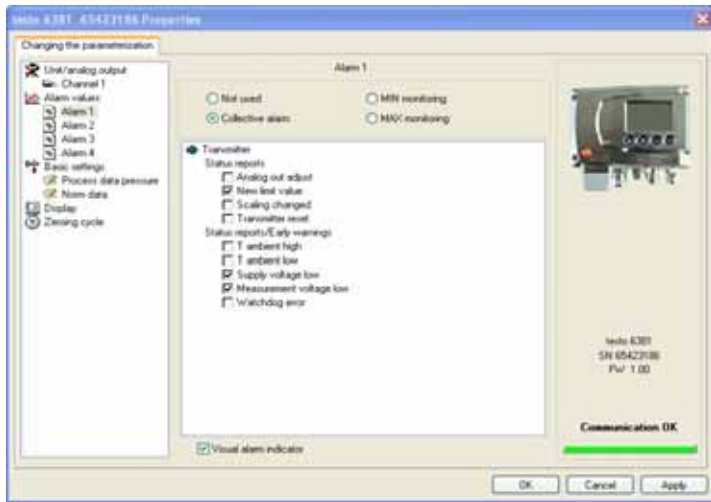 testo 6381 65423186 Properties
Changing the parameterization
Unit/analog output
Channel 1
Alarm values
Alarm 1
Alarm 2
Alarm 3
Alarm 4
Basic settings
Process data pressure
Norm data
Display
Zeroing cycle
Alarm 1
Not used
MIN monitoring
Collective alarm
MAX monitoring
Transmitter
Status reports
Analog out adjust
New limit value
Scaling changed
Transmitter reset
Status reports/Early warnings
T ambient high
T ambient low
Supply voltage low
Measurement voltage low
Watchdog error
Visual alarm indicator
testo 6381
SN 65423186
FW 1.00
Communication OK
OK
Cancel
Apply